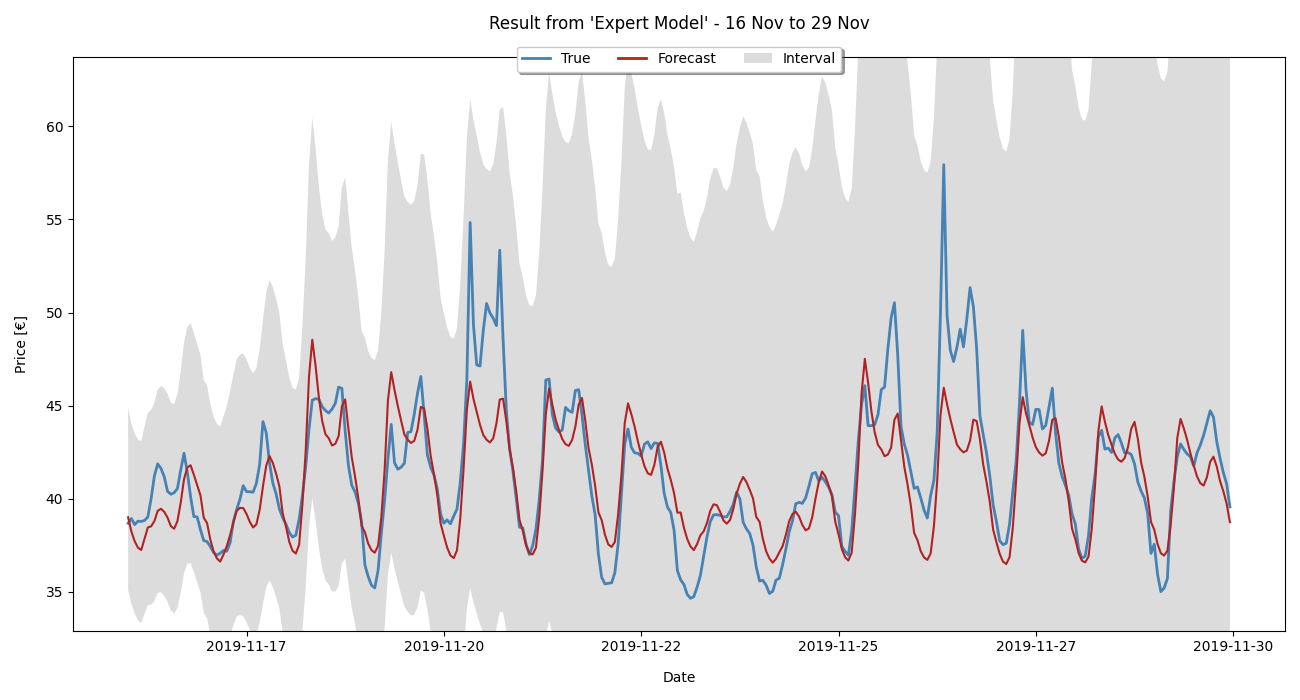 Result from 'Expert Model' - 16 Nov to 29 Nov
True Forecast Interval
Price [€]
60
55
50
45
40
35
2019-11-17 2019-11-20 2019-11-22 2019-11-25 2019-11-27 2019-11-30
Date